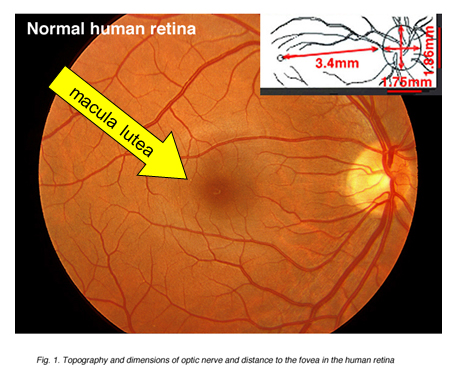 Normal human retina
macula lutea
3.4mm
1.86mm
1.75mm
Fig. 1. Topography and dimensions of optic nerve and distance to the fovea in the human retina